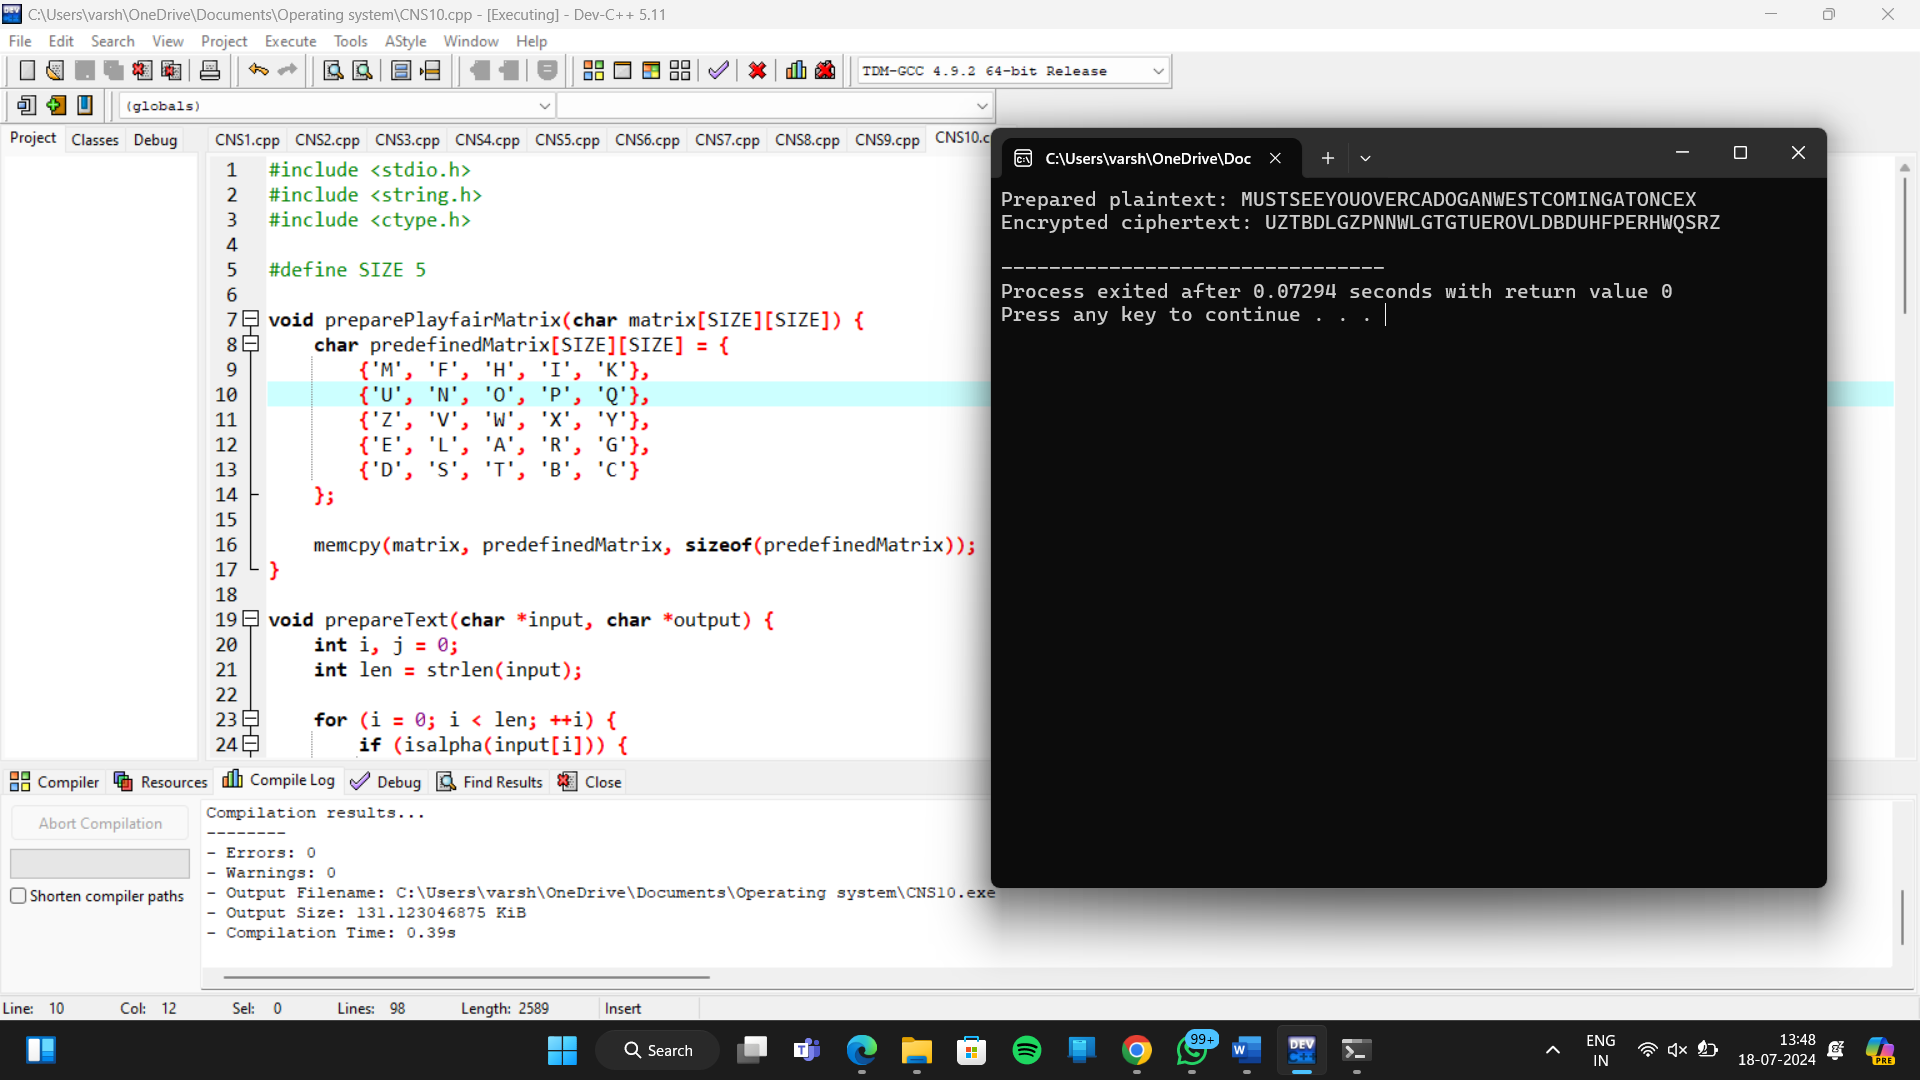 C:\Users\varsh\OneDrive\Documents\Operating system\CNS10.cpp - [Executing] - Dev-C++ 5.11
File Edit Search View Project Execute Tools AStyle Window Help
TDM-GCC 4.9.2 64-bit Release
(globals)
Project Classes Debug
CNS1.cpp CNS2.cpp CNS3.cpp CNS4.cpp CNS5.cpp CNS6.cpp CNS7.cpp CNS8.cpp CNS9.cpp CNS10.c
1 #include <stdio.h>
2 #include <string.h>
3 #include <ctype.h>
4
5 #define SIZE 5
6
7 void preparePlayfairMatrix(char matrix[SIZE][SIZE]) {
8 char predefinedMatrix[SIZE][SIZE] = {
9 {'M', 'F', 'H', 'I', 'K'},
10 {'U', 'N', 'O', 'P', 'Q'},
11 {'Z', 'V', 'W', 'X', 'Y'},
12 {'E', 'L', 'A', 'R', 'G'},
13 {'D', 'S', 'T', 'B', 'C'}
14 };
15
16 memcpy(matrix, predefinedMatrix, sizeof(predefinedMatrix));
17 }
18
19 void prepareText(char *input, char *output) {
20 int i, j = 0;
21 int len = strlen(input);
22
23 for (i = 0; i < len; ++i) {
24 if (isalpha(input[i])) {
C:\Users\varsh\OneDrive\Doc
Prepared plaintext: MUSTSEEYOUOVERCADOGANWESTCOMINGATONCEX
Encrypted ciphertext: UZTBDLGZPNNWLGTGTUEROVLDBDUHFPERHWQSRZ
--------------------------------
Process exited after 0.07294 seconds with return value 0
Press any key to continue . . .
Compiler Resources Compile Log Debug Find Results Close
Abort Compilation
Shorten compiler paths
Compilation results...
--------
- Errors: 0
- Warnings: 0
- Output Filename: C:\Users\varsh\OneDrive\Documents\Operating system\CNS10.exe
- Output Size: 131.123046875 KiB
- Compilation Time: 0.39s
Line: 10 Col: 12 Sel: 0 Lines: 98 Length: 2589 Insert
Search
99+
DEV
PRE
ENG
IN
13:48
18-07-2024